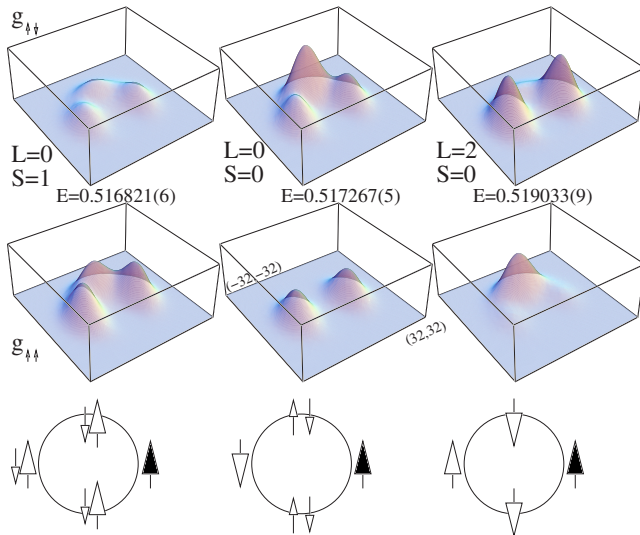 g↑↓
L=0
S=1
L=0
S=0
L=2
S=0
E=0.516821(6)
E=0.517267(5)
E=0.519033(9)
(−32,−32)
(32,32)
g↑↑